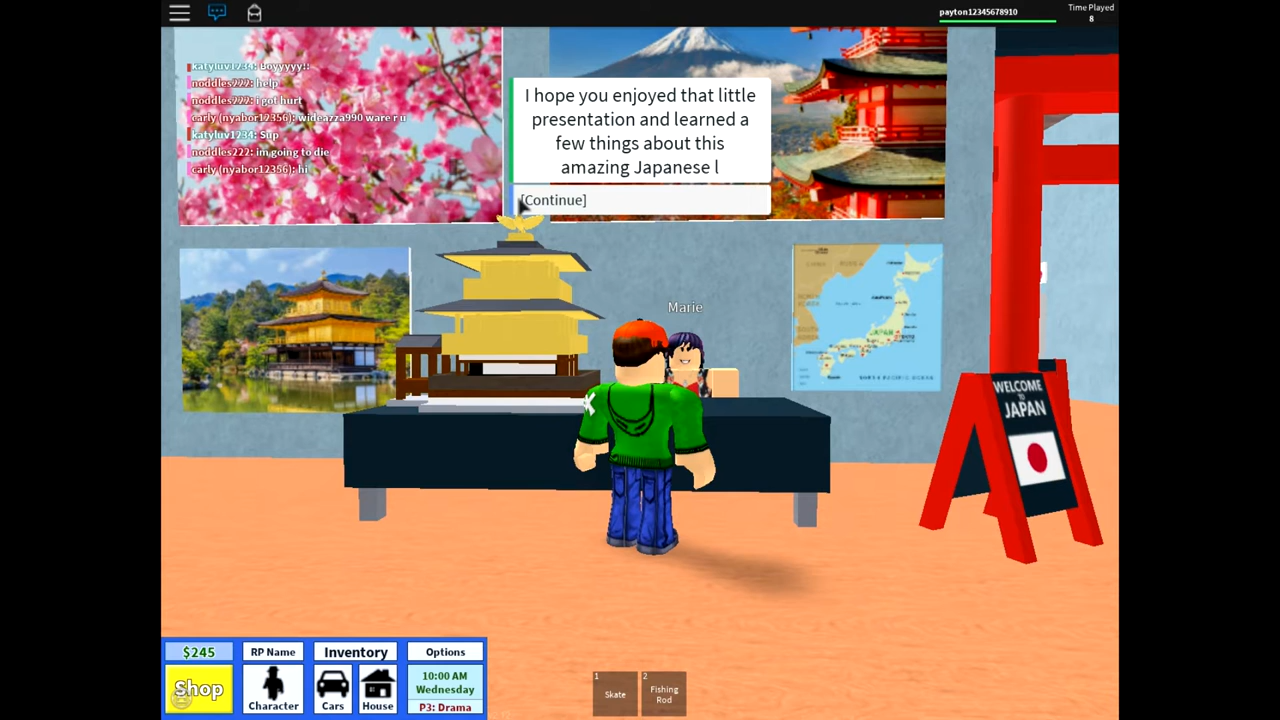 payton12345678910
Time Played
8
katyluv1234: Loyyyyy!!
noddles222: help
noddles222: i got hurt
carly (nyabor12356): wideazza990 ware r u
katyluv1234: Sup
noddles222: im going to die
carly (nyabor12356): hi
I hope you enjoyed that little
presentation and learned a
few things about this
amazing Japanese l
[Continue]
Marie
JAPAN
WELCOME
TO
JAPAN
$245
RP Name
Inventory
Options
Shop
Character
Cars
House
10:00 AM
Wednesday
P3: Drama
1
Skate
2
Fishing
Rod